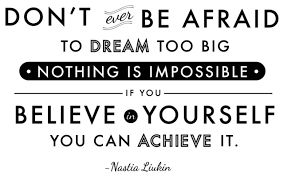 DON'T ever BE AFRAID
TO DREAM TOO BIG
• NOTHING IS IMPOSSIBLE •
IF YOU
BELIEVE in YOURSELF
YOU CAN ACHIEVE IT.
-Nastia Liukin